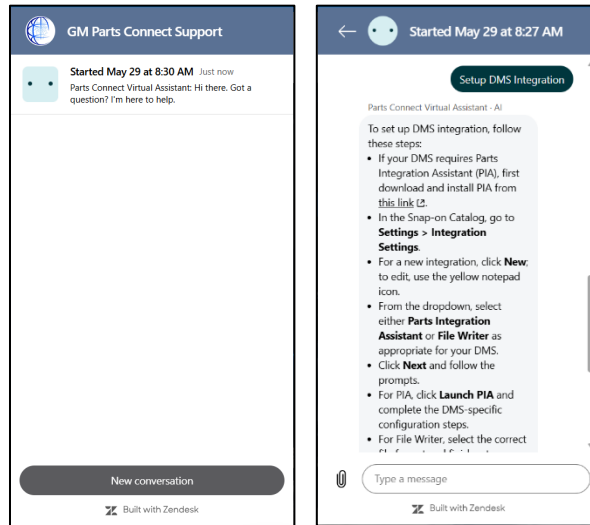 GM Parts Connect Support
Started May 29 at 8:30 AM Just now
Parts Connect Virtual Assistant: Hi there. Got a
question? I'm here to help.
New conversation
Built with Zendesk
Started May 29 at 8:27 AM
Setup DMS Integration
Parts Connect Virtual Assistant · AI
To set up DMS integration, follow
these steps:
• If your DMS requires Parts
Integration Assistant (PIA), first
download and install PIA from
this link.
• In the Snap-on Catalog, go to
Settings > Integration
Settings.
• For a new integration, click New;
to edit, use the yellow notepad
icon.
• From the dropdown, select
either Parts Integration
Assistant or File Writer as
appropriate for your DMS.
• Click Next and follow the
prompts.
• For PIA, click Launch PIA and
complete the DMS-specific
configuration steps.
• For File Writer, select the correct
Type a message
Built with Zendesk